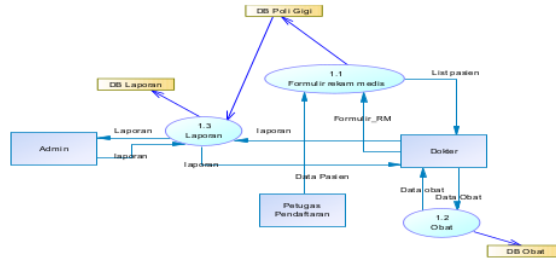 DB Poli Gigi
1.1
Formulir rekam medis
List pasien
DB Laporan
1.3
Laporan
Formulir_RM
Laporan
laporan
Admin
laporan
laporan
Dokter
Data Pasien
Data obat
Data Obat
Petugas
Pendaftaran
1.2
Obat
DB Obat